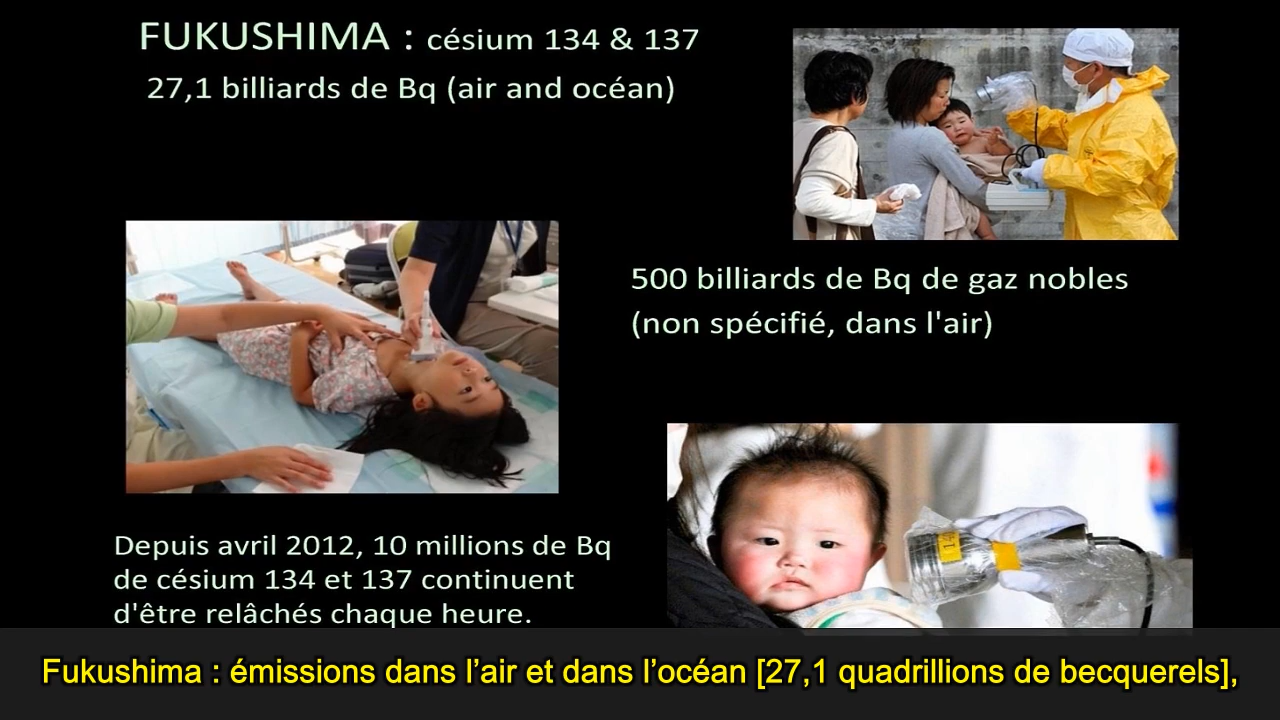 FUKUSHIMA : césium 134 & 137
27,1 billiards de Bq (air and océan)
500 billiards de Bq de gaz nobles
(non spécifié, dans l'air)
Depuis avril 2012, 10 millions de Bq
de césium 134 et 137 continuent
d'être relâchés chaque heure.
Fukushima : émissions dans l’air et dans l’océan [27,1 quadrillions de becquerels],